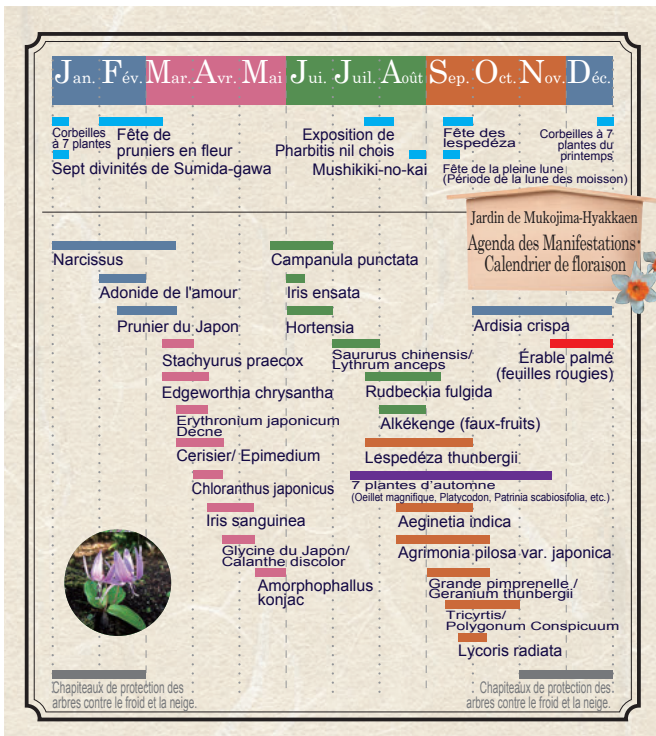 Jan. Fév. Mar. Avr. Mai Jui. Juil. Août Sep. Oct. Nov. Déc.
Corbeilles
à 7 plantes
Fête de
pruniers en fleur
Sept divinités de Sumida-gawa
Exposition de
Pharbitis nil chois
Mushikiki-no-kai
Fête des
lespedéza
Fête de la pleine lune
(Période de la lune des moisson)
Corbeilles à 7
plantes du
printemps
Jardin de Mukojima-Hyakkaen
Agenda des Manifestations·
Calendrier de floraison
Narcissus
Campanula punctata
Adonide de l'amour
Iris ensata
Prunier du Japon
Hortensia
Ardisia crispa
Stachyurus praecox
Saururus chinensis/
Lythrum anceps
Érable palmé
(feuilles rougies)
Edgeworthia chrysantha
Rudbeckia fulgida
Erythronium japonicum
Decne
Alkékenge (faux-fruits)
Cerisier/ Epimedium
Lespedéza thunbergii
Chloranthus japonicus
7 plantes d'automne
(Oeillet magnifique, Platycodon, Patrinia scabiosifolia, etc.)
Iris sanguinea
Aeginetia indica
Glycine du Japon/
Calanthe discolor
Agrimonia pilosa var. japonica
Amorphophallus
konjac
Grande pimprenelle /
Geranium thunbergii
Tricyrtis/
Polygonum Conspicuum
Lycoris radiata
Chapiteaux de protection des
arbres contre le froid et la neige.
Chapiteaux de protection des
arbres contre le froid et la neige.